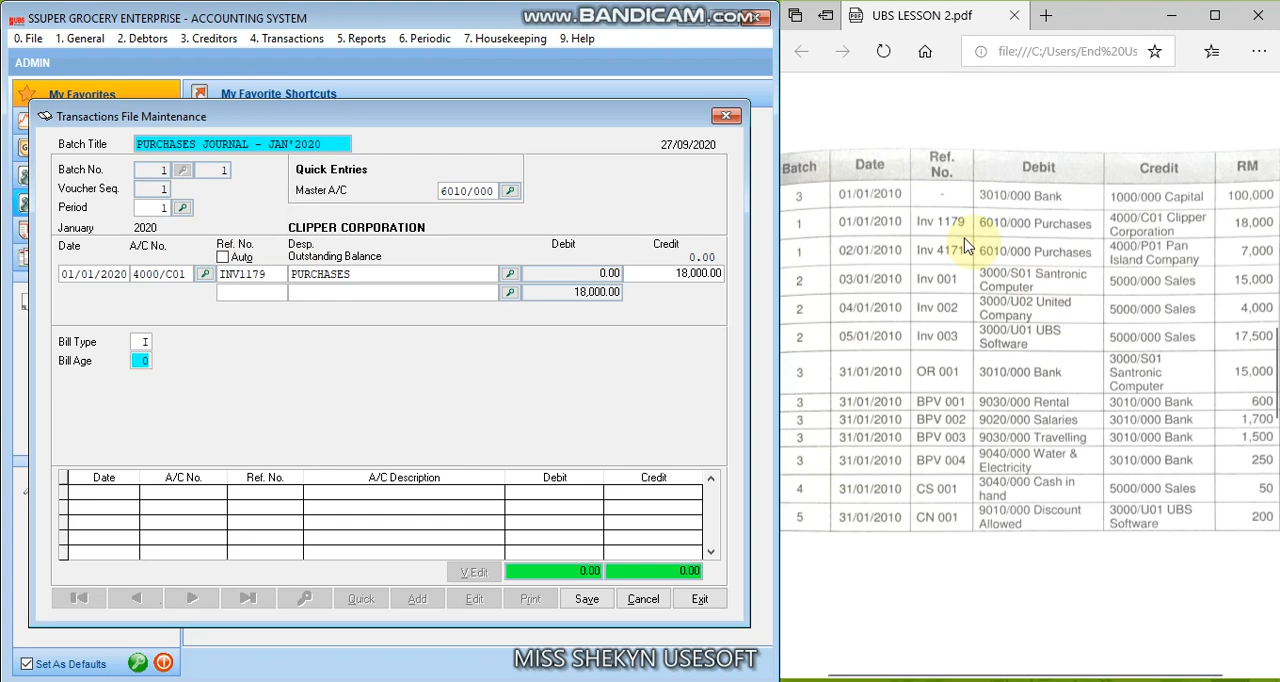 UBS SSUPER GROCERY ENTERPRISE - ACCOUNTING SYSTEM
www.BANDICAM.com
0. File 1. General 2. Debtors 3. Creditors 4. Transactions 5. Reports 6. Periodic 7. Housekeeping 9. Help
ADMIN
My Favorites
My Favorite Shortcuts
Transactions File Maintenance
Batch Title PURCHASES JOURNAL - JAN'2020 27/09/2020
Batch No. 1 1 Quick Entries
Voucher Seq. 1 Master A/C 6010/000
Period 1
January 2020 CLIPPER CORPORATION
Date A/C No. Ref. No. Desp. Debit Credit
Auto Outstanding Balance 0.00
01/01/2020 4000/C01 INV1179 PURCHASES 0.00 18,000.00
18,000.00
Bill Type I
Bill Age 0
Date A/C No. Ref. No. A/C Description Debit Credit
V Edit 0.00 0.00
Quick Add Edit Print Save Cancel Exit
Set As Defaults
MISS SHEKYN USESOFT
PDF UBS LESSON 2.pdf
file:///C:/Users/End%20Us
Batch Date Ref. No. Debit Credit RM
3 01/01/2010 - 3010/000 Bank 1000/000 Capital 100,000
1 01/01/2010 Inv 1179 6010/000 Purchases 4000/C01 Clipper Corporation 18,000
1 02/01/2010 Inv 4171 6010/000 Purchases 4000/P01 Pan Island Company 7,000
2 03/01/2010 Inv 001 3000/S01 Santronic Computer 5000/000 Sales 15,000
2 04/01/2010 Inv 002 3000/U02 United Company 5000/000 Sales 4,000
2 05/01/2010 Inv 003 3000/U01 UBS Software 5000/000 Sales 17,500
3 31/01/2010 OR 001 3010/000 Bank 3000/S01 Santronic Computer 15,000
3 31/01/2010 BPV 001 9030/000 Rental 3010/000 Bank 600
3 31/01/2010 BPV 002 9020/000 Salaries 3010/000 Bank 1,700
3 31/01/2010 BPV 003 9030/000 Travelling 3010/000 Bank 1,500
3 31/01/2010 BPV 004 9040/000 Water & Electricity 3010/000 Bank 250
4 31/01/2010 CS 001 3040/000 Cash in hand 5000/000 Sales 50
5 31/01/2010 CN 001 9010/000 Discount Allowed 3000/U01 UBS Software 200